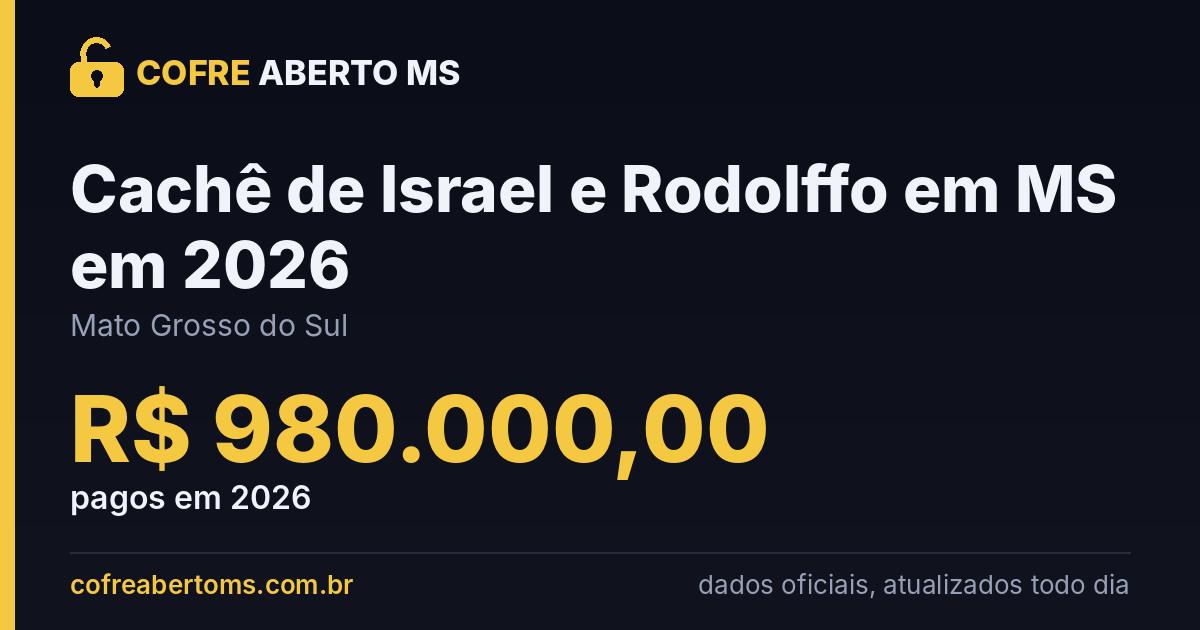 COFRE ABERTO MS
Cachê de Israel e Rodolffo em MS
em 2026
Mato Grosso do Sul
R$ 980.000,00
pagos em 2026
cofreabertoms.com.br
dados oficiais, atualizados todo dia